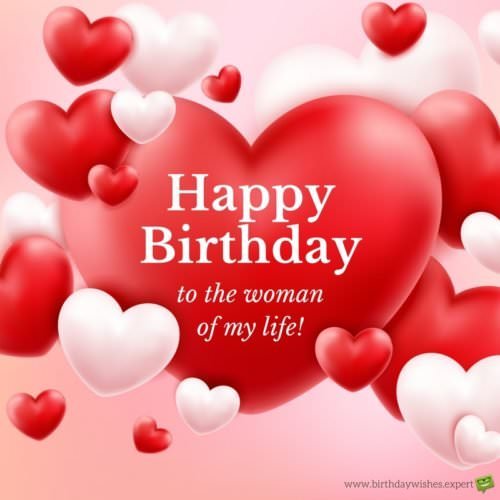 Happy
Birthday
to the woman
of my life!
www.birthdaywishes.expert